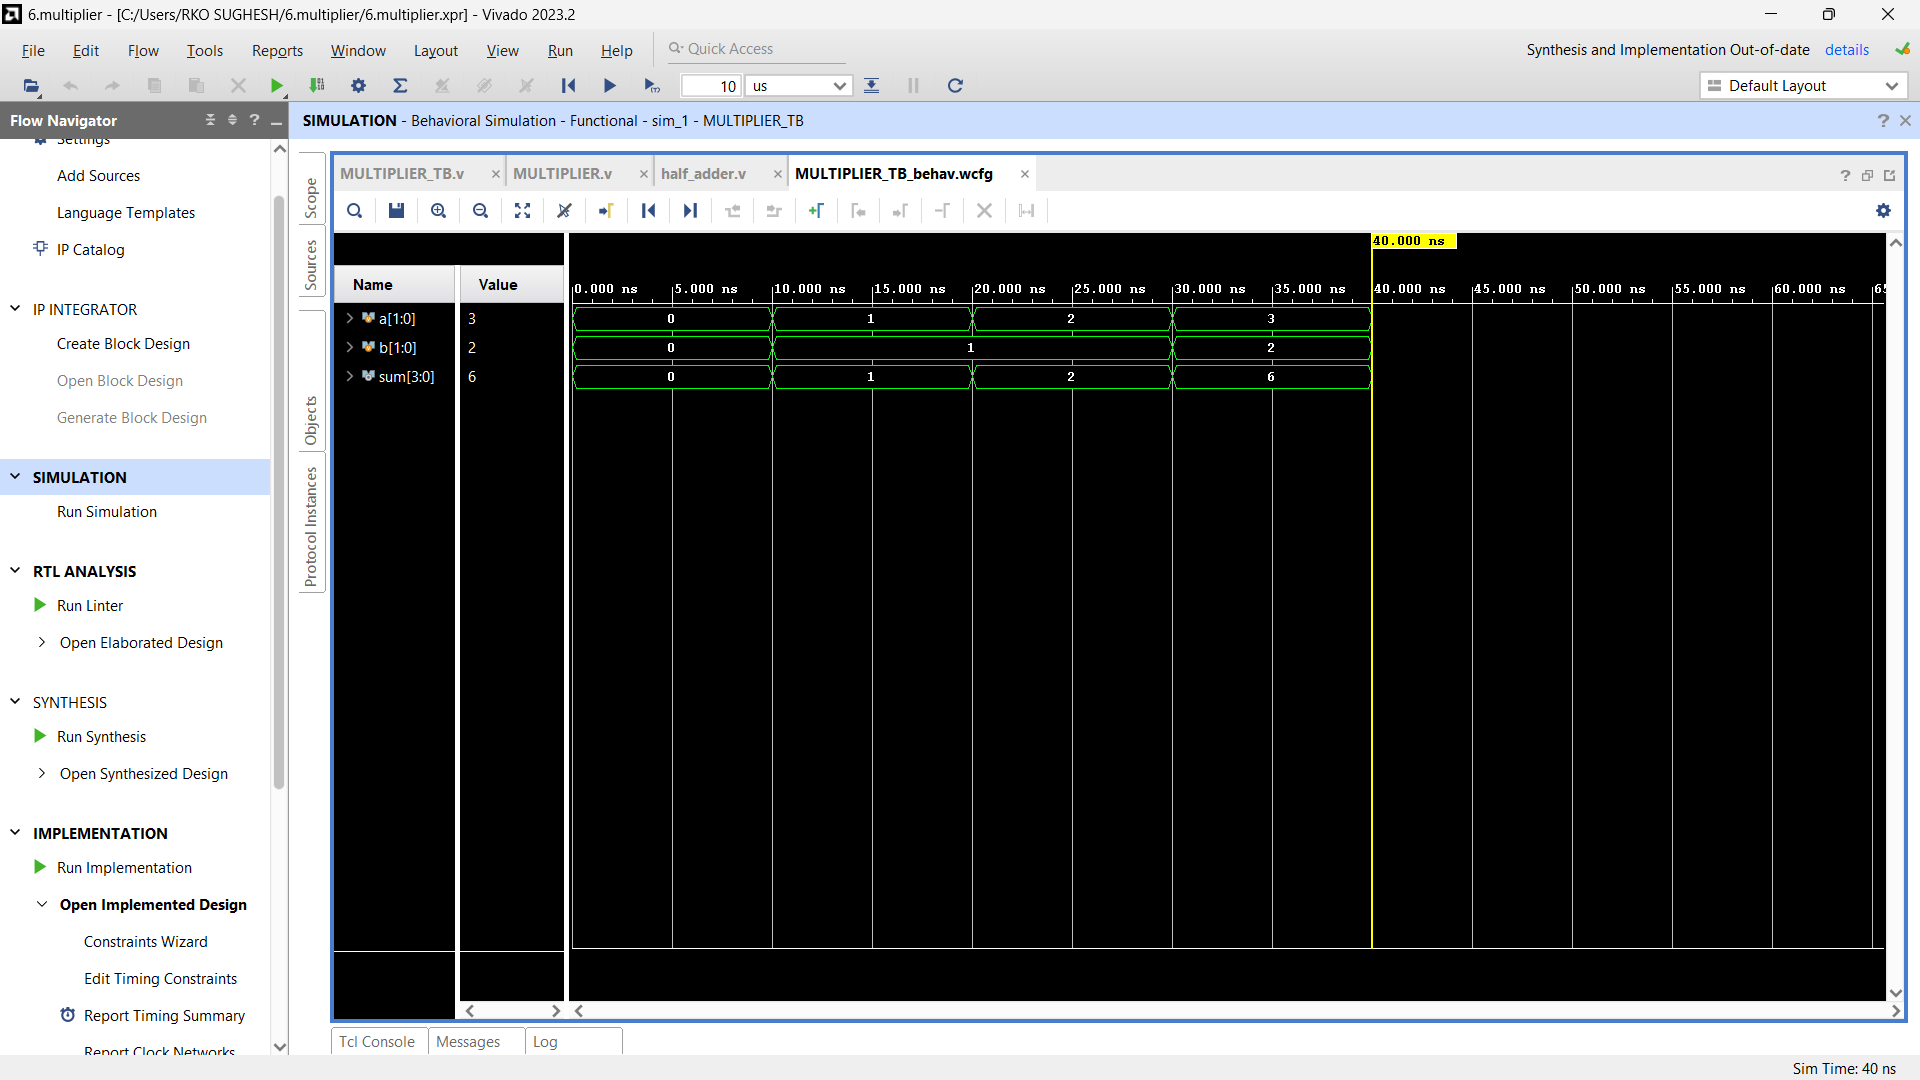 6.multiplier - [C:/Users/RKO SUGHESH/6.multiplier/6.multiplier.xpr] - Vivado 2023.2
File Edit Flow Tools Reports Window Layout View Run Help Quick Access
Synthesis and Implementation Out-of-date details
10 us
Default Layout
Flow Navigator
SIMULATION - Behavioral Simulation - Functional - sim_1 - MULTIPLIER_TB
Settings
Add Sources
Language Templates
IP Catalog
IP INTEGRATOR
Create Block Design
Open Block Design
Generate Block Design
SIMULATION
Run Simulation
RTL ANALYSIS
Run Linter
Open Elaborated Design
SYNTHESIS
Run Synthesis
Open Synthesized Design
IMPLEMENTATION
Run Implementation
Open Implemented Design
Constraints Wizard
Edit Timing Constraints
Report Timing Summary
Report Clock Networks
Scope
Sources
Objects
Protocol Instances
MULTIPLIER_TB.v MULTIPLIER.v half_adder.v MULTIPLIER_TB_behav.wcfg
40.000 ns
Name Value
0.000 ns 5.000 ns 10.000 ns 15.000 ns 20.000 ns 25.000 ns 30.000 ns 35.000 ns 40.000 ns 45.000 ns 50.000 ns 55.000 ns 60.000 ns 65
a[1:0] 3 0 1 2 3
b[1:0] 2 0 1 2
sum[3:0] 6 0 1 2 6
Tcl Console Messages Log
Sim Time: 40 ns